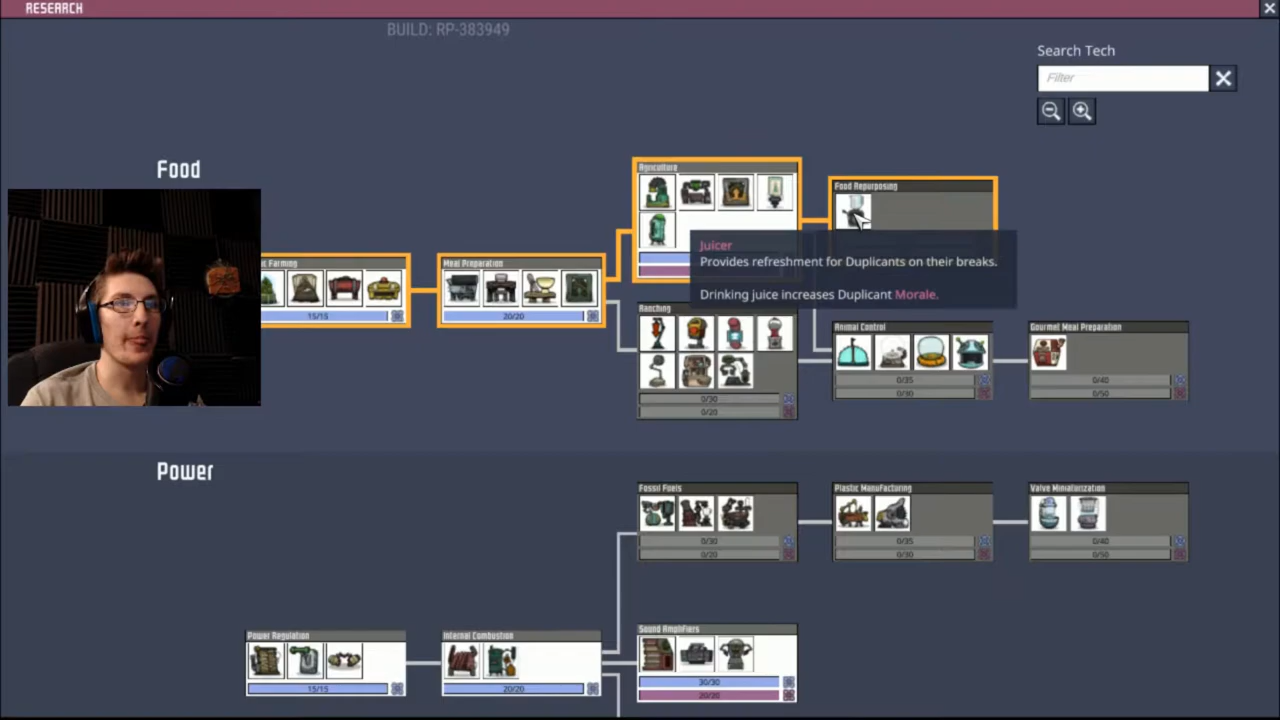 RESEARCH
BUILD: RP-383949
Search Tech
Filter
Food
Agriculture
Food Repurposing
Juicer
Provides refreshment for Duplicants on their breaks.
Drinking juice increases Duplicant Morale.
Farming
15/15
Meal Preparation
20/20
Ranching
0/30
0/20
Animal Control
0/35
0/30
Gourmet Meal Preparation
0/40
0/50
Power
Fossil Fuels
0/30
0/20
Plastic Manufacturing
0/35
0/30
Valve Miniaturization
0/40
0/50
Power Regulation
15/15
Internal Combustion
20/20
Sound Amplifiers
30/30
20/20